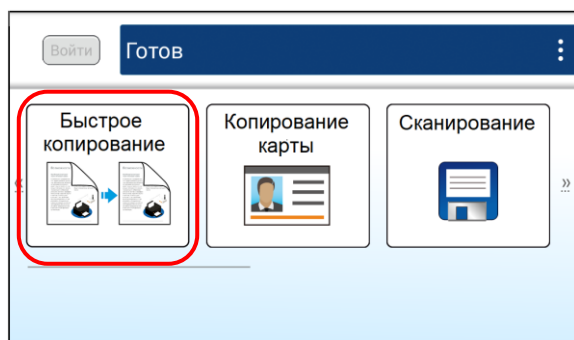 Войти
Готов
Быстрое
копирование
Копирование
карты
Сканирование
«
»